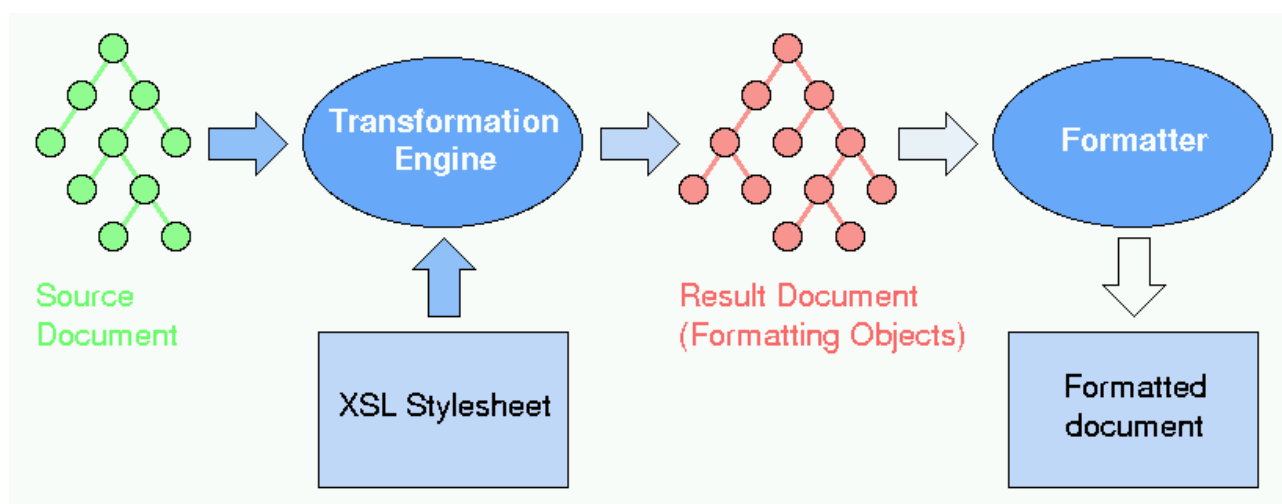 Transformation
Engine
Formatter
Source
Document
Result Document
(Formatting Objects)
XSL Stylesheet
Formatted
document